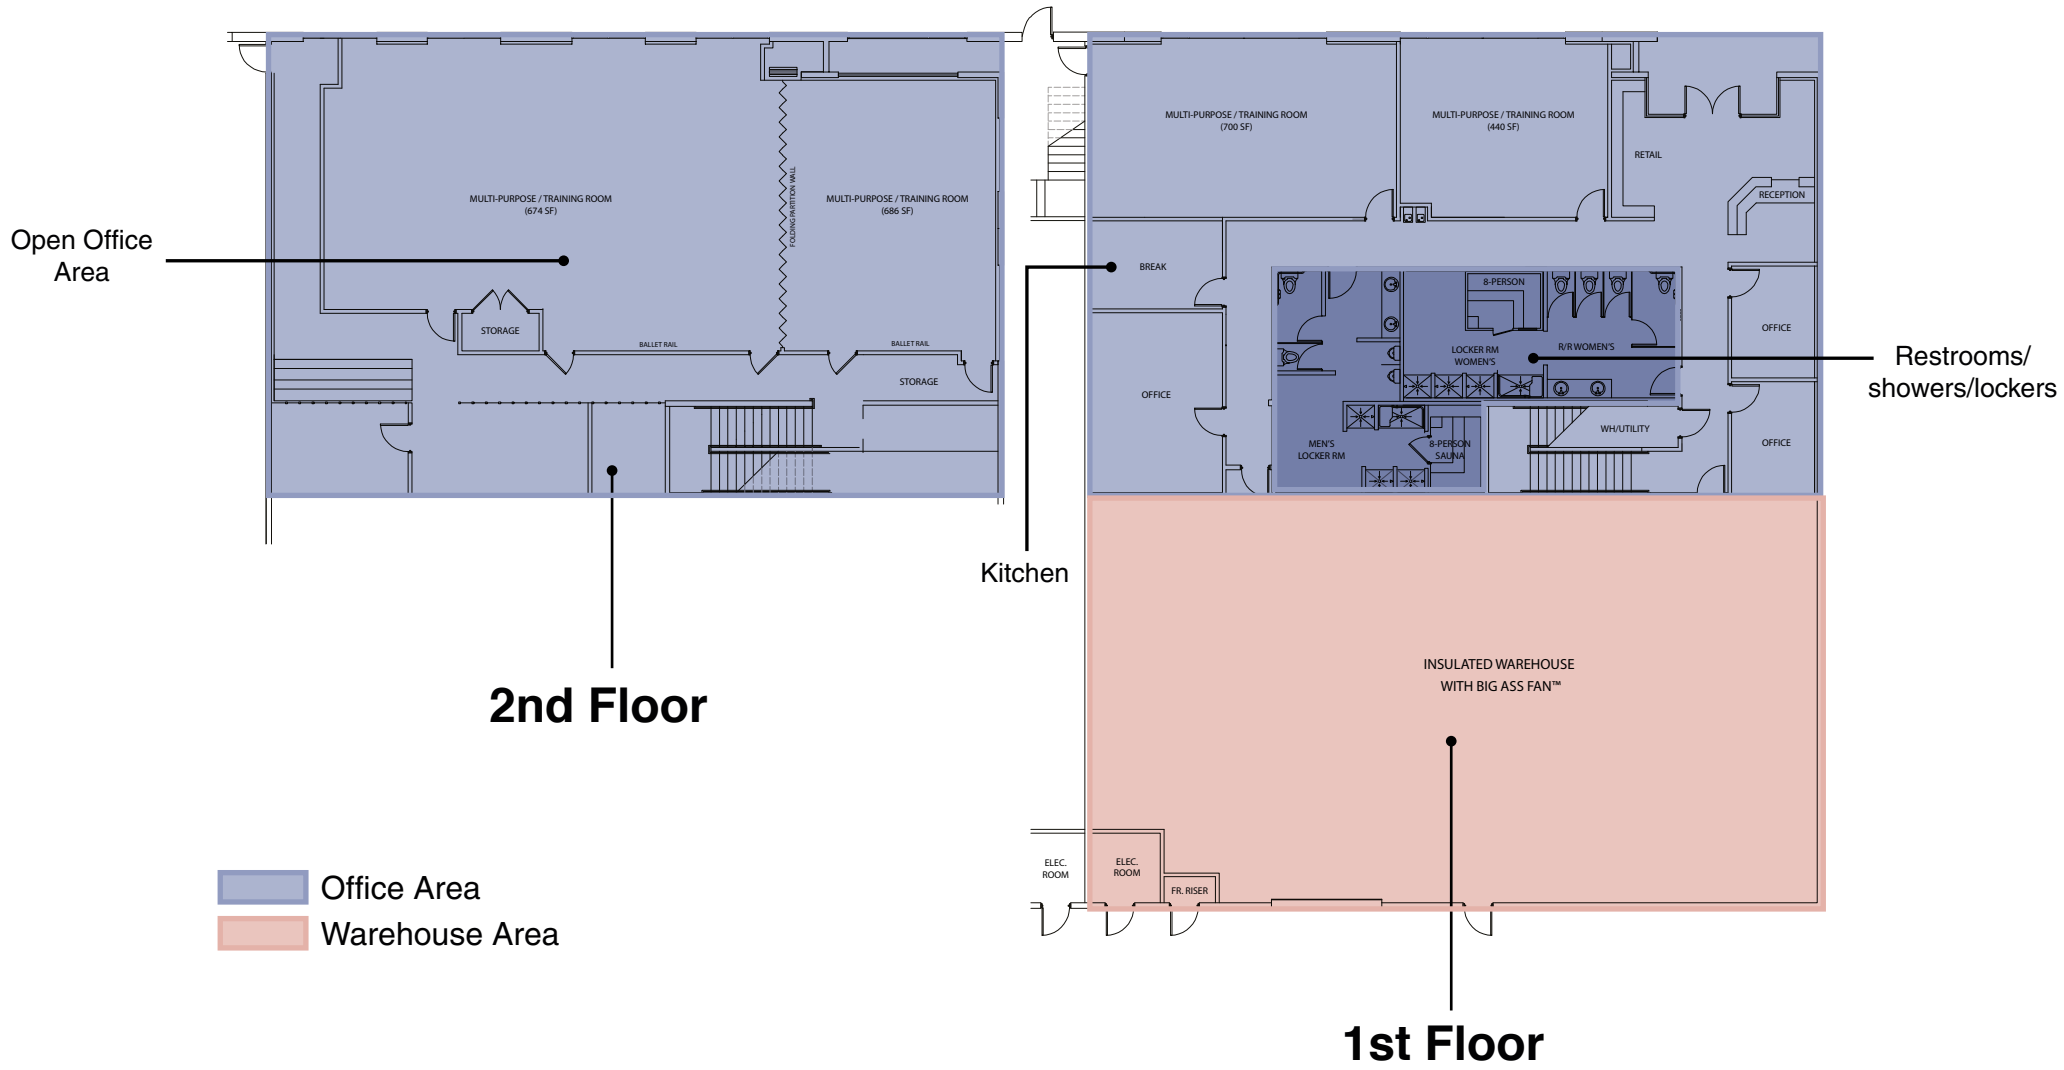 MULTI-PURPOSE / TRAINING ROOM
(674 SF)
FOLDING PARTITION WALL
MULTI-PURPOSE / TRAINING ROOM
(686 SF)
Open Office
Area
STORAGE
BALLET RAIL
BALLET RAIL
STORAGE
2nd Floor
MULTI-PURPOSE / TRAINING ROOM
(700 SF)
MULTI-PURPOSE / TRAINING ROOM
(440 SF)
RETAIL
RECEPTION
BREAK
8-PERSON
OFFICE
LOCKER RM
WOMEN'S
R/R WOMEN'S
Restrooms/
showers/lockers
OFFICE
WH/UTILITY
MEN'S
LOCKER RM
8-PERSON
SAUNA
OFFICE
Kitchen
INSULATED WAREHOUSE
WITH BIG ASS FAN™
ELEC.
ROOM
ELEC.
ROOM
FR. RISER
Office Area
Warehouse Area
1st Floor